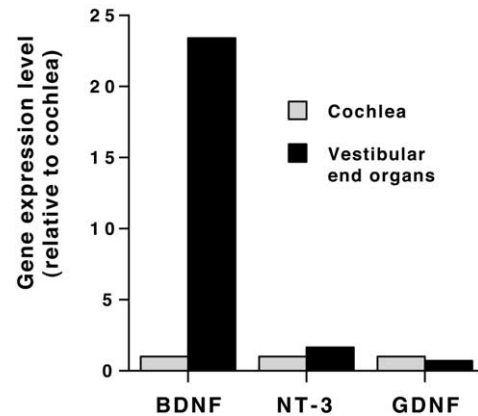 Gene expression level
(relative to cochlea)
25
20
15
10
5
0
Cochlea
Vestibular
end organs
BDNF
NT-3
GDNF